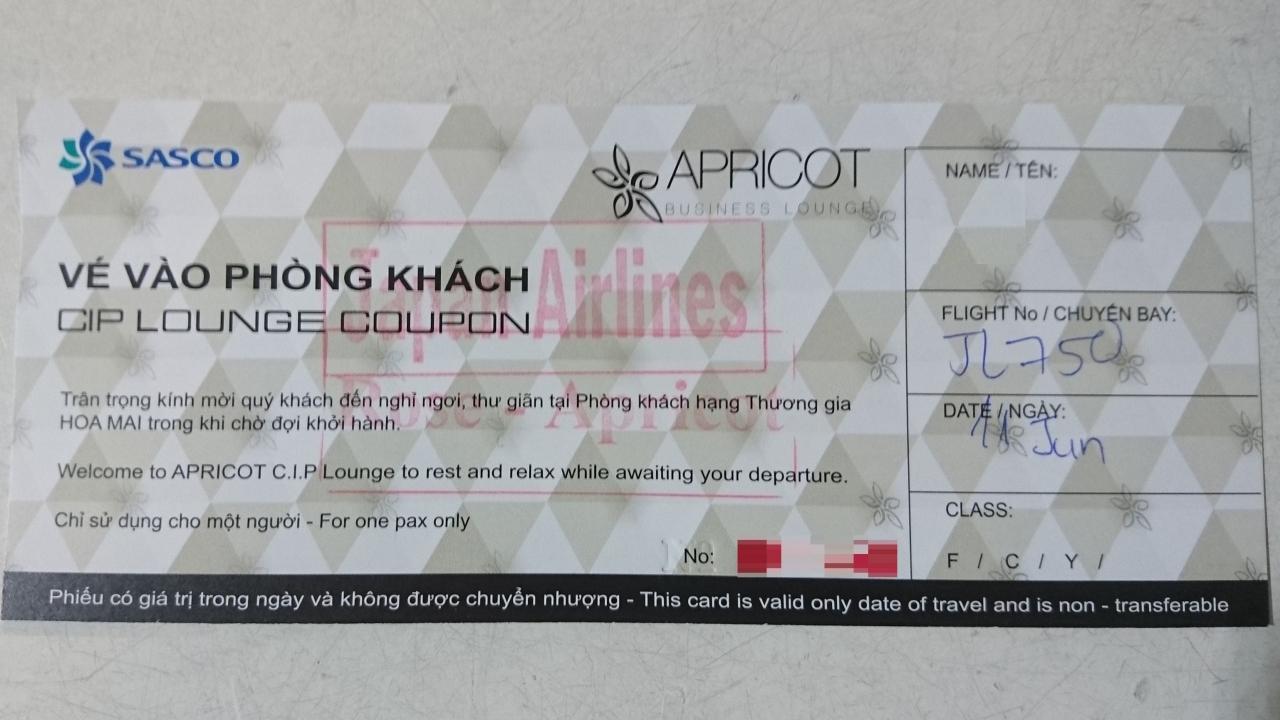 SASCO
APRICOT
BUSINESS LOUNGE
VÉ VÀO PHÒNG KHÁCH
CIP LOUNGE COUPON
Japan Airlines
Rose - Apricot
Trân trọng kính mời quý khách đến nghỉ ngơi, thư giãn tại Phòng khách hạng Thương gia
HOA MAI trong khi chờ đợi khởi hành.
Welcome to APRICOT C.I.P Lounge to rest and relax while awaiting your departure.
Chỉ sử dụng cho một người - For one pax only
No:
NAME / TÊN:
FLIGHT No / CHUYẾN BAY:
JL750
DATE / NGÀY:
11 Jun
CLASS:
F / C / Y /
Phiếu có giá trị trong ngày và không được chuyển nhượng - This card is valid only date of travel and is non - transferable